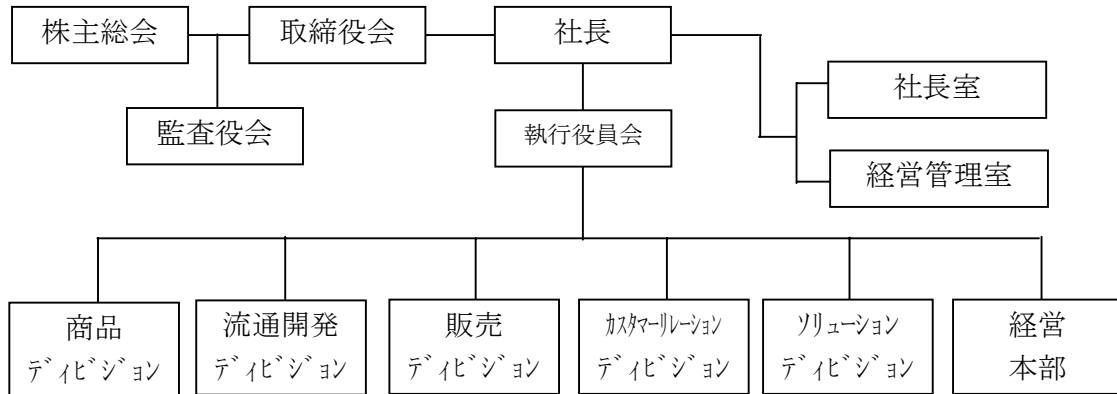 株主総会
取締役会
社長
監査役会
執行役員会
社長室
経営管理室
商品
ディビジョン
流通開発
ディビジョン
販売
ディビジョン
カスタマーリレーション
ディビジョン
ソリューション
ディビジョン
経営
本部